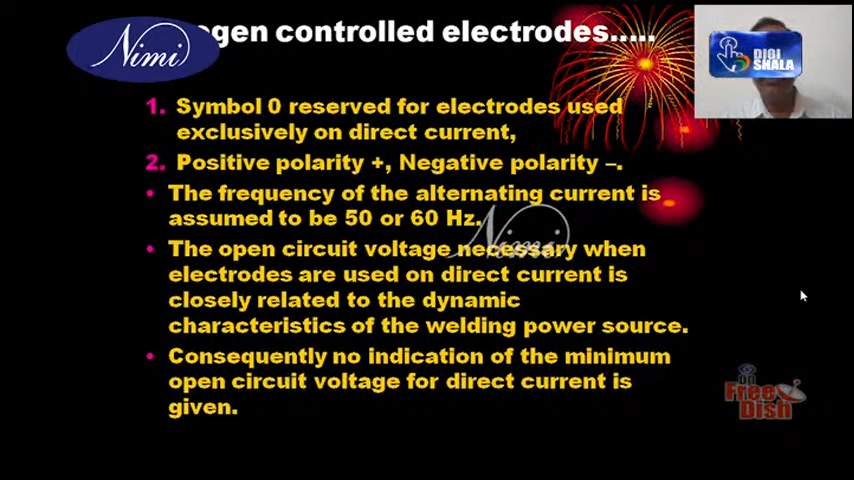 Nimi
gen controlled electrodes.....
DIGI
SHALA
1. Symbol 0 reserved for electrodes used
exclusively on direct current,
2. Positive polarity +, Negative polarity –.
• The frequency of the alternating current is
assumed to be 50 or 60 Hz.
Nimi
• The open circuit voltage necessary when
electrodes are used on direct current is
closely related to the dynamic
characteristics of the welding power source.
• Consequently no indication of the minimum
open circuit voltage for direct current is
given.
Free
Dish